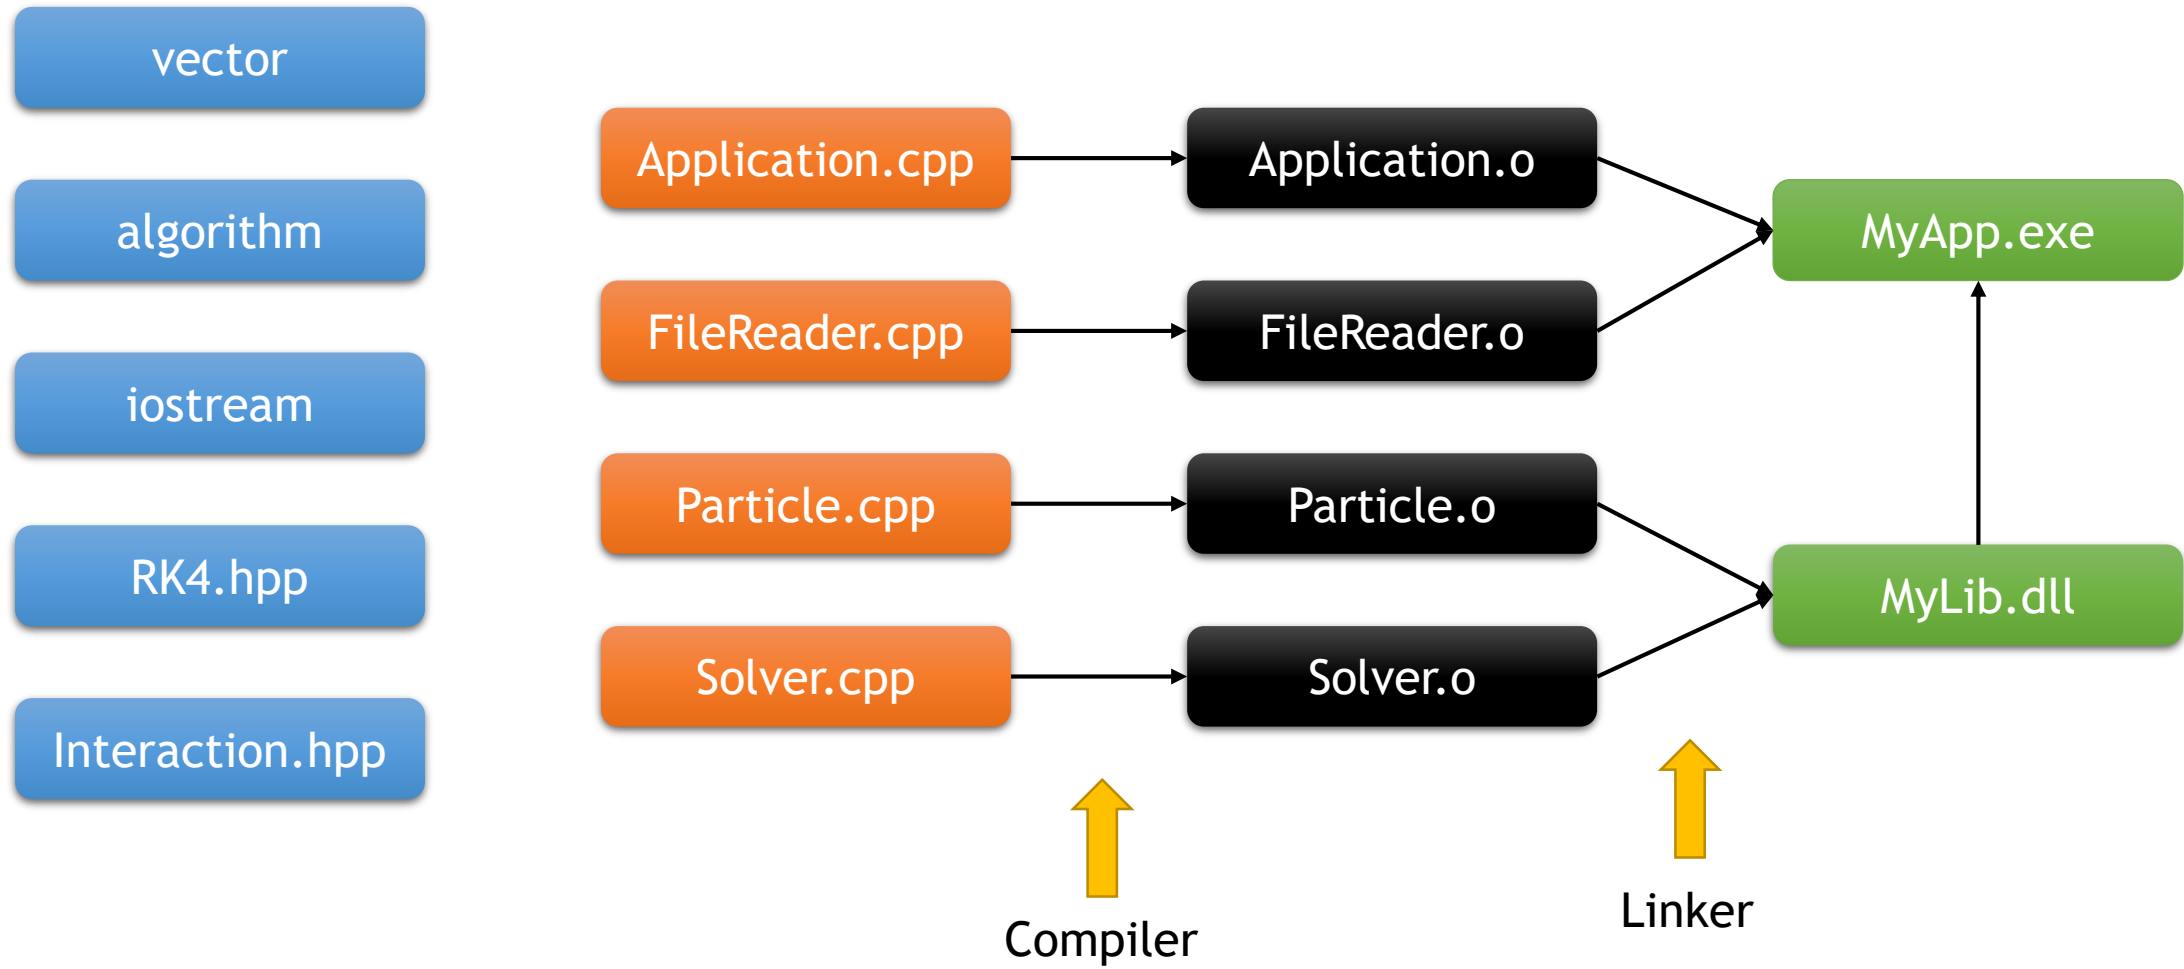 vector
algorithm
iostream
RK4.hpp
Interaction.hpp
Application.cpp
FileReader.cpp
Particle.cpp
Solver.cpp
Application.o
FileReader.o
Particle.o
Solver.o
MyApp.exe
MyLib.dll
Compiler
Linker